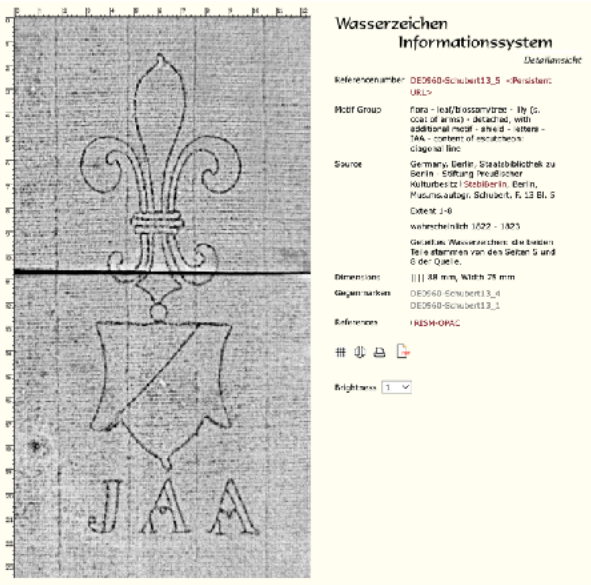 Wasserzeichen
Informationssystem
Detailansicht
Referencenumber DE0960-Schubert13_5 <Persistent
URL>
Motif Group flora - leaf/blossom/tree - lily (s.
coat of arms) - detached, with
additional motif - shield - letters -
JAA - content of escutcheon:
diagonal line
Source Germany, Berlin, Staatsbibliothek zu
Berlin - Stiftung Preußischer
Kulturbesitz | StabiBerlin, Berlin,
Mus.ms.autogr. Schubert, F. 13 Bl. 5
Extent 1-8
wahrscheinlich 1822 - 1823
Geteiltes Wasserzeichen: die beiden
Teile stammen von den Seiten 5 und
8 der Quelle.
Dimensions |||| 88 mm, Width 75 mm
Gegenmarken DE0960-Schubert13_4
DE0960-Schubert13_1
References RISM-OPAC
Brightness 1
JAA